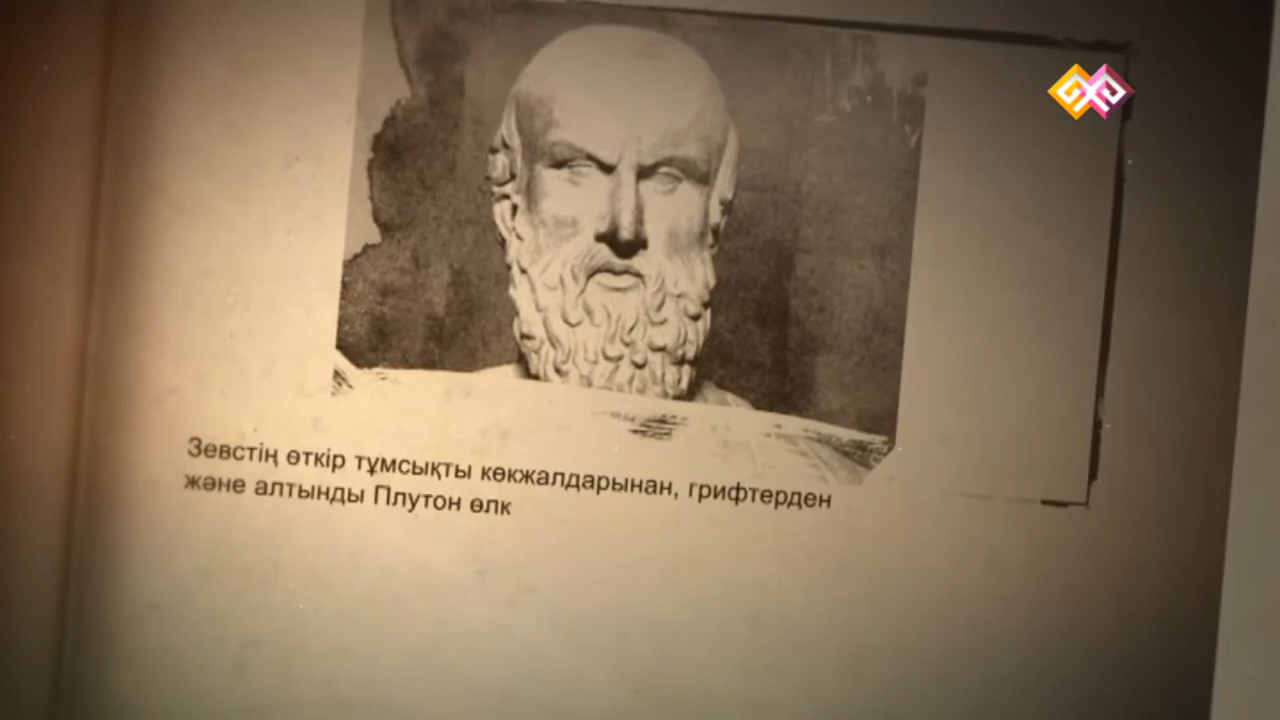 Зевстің өткір тұмсықты көкжалдарынан, грифтерден
және алтынды Плутон өлк